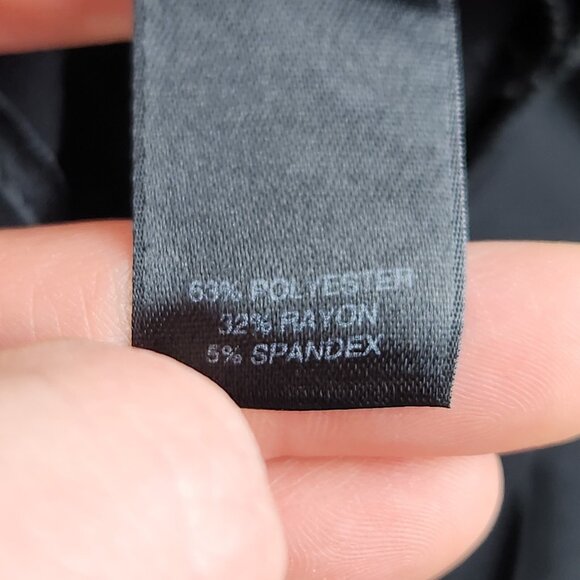 63% POLYESTER
32% RAYON
5% SPANDEX